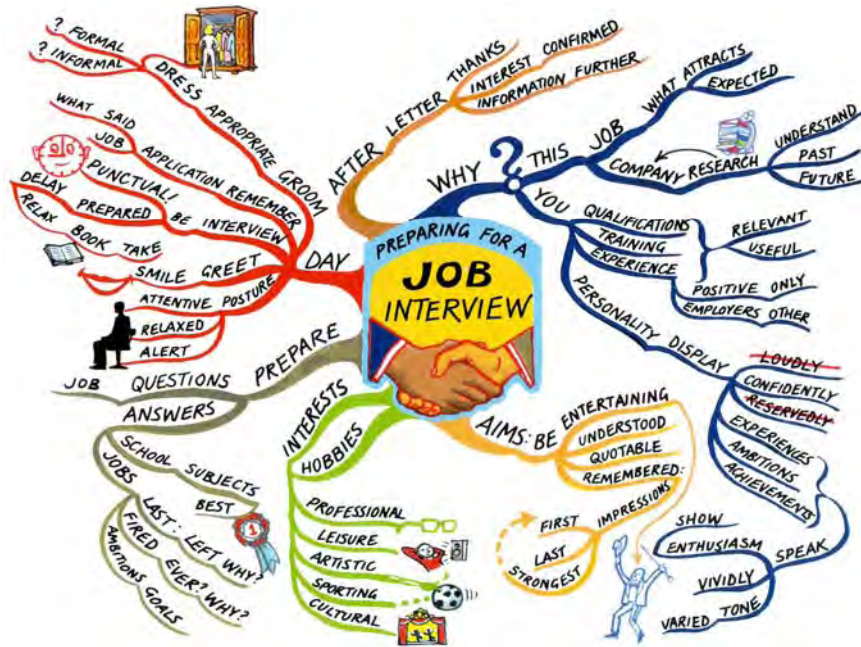 PREPARING FOR A
JOB
INTERVIEW
AFTER LETTER THANKS
INTEREST CONFIRMED
INFORMATION FURTHER
WHY ?
THIS JOB
WHAT ATTRACTS
EXPECTED
COMPANY RESEARCH
UNDERSTAND
PAST
FUTURE
YOU
QUALIFICATIONS
TRAINING
EXPERIENCE
RELEVANT
USEFUL
POSITIVE ONLY
EMPLOYERS OTHER
PERSONALITY DISPLAY
LOUDLY
CONFIDENTLY
RESERVEDLY
EXPERIENCES
AMBITIONS
ACHIEVEMENTS
SPEAK
SHOW
ENTHUSIASM
VIVIDLY
VARIED TONE
AIMS: BE
ENTERTAINING
UNDERSTOOD
QUOTABLE
REMEMBERED:
IMPRESSIONS
FIRST
LAST
STRONGEST
INTERESTS
HOBBIES
PROFESSIONAL
LEISURE
ARTISTIC
SPORTING
CULTURAL
PREPARE
QUESTIONS
JOB
ANSWERS
SCHOOL SUBJECTS
BEST
1
JOBS
LAST: LEFT WHY?
FIRED EVER? WHY?
AMBITIONS GOALS
DAY
DRESS APPROPRIATE GROOM
? FORMAL
? INFORMAL
APPLICATION REMEMBER
WHAT SAID
JOB
BE INTERVIEW
PUNCTUAL!
PREPARED
DELAY
RELAX BOOK TAKE
SMILE GREET
ATTENTIVE POSTURE
RELAXED
ALERT